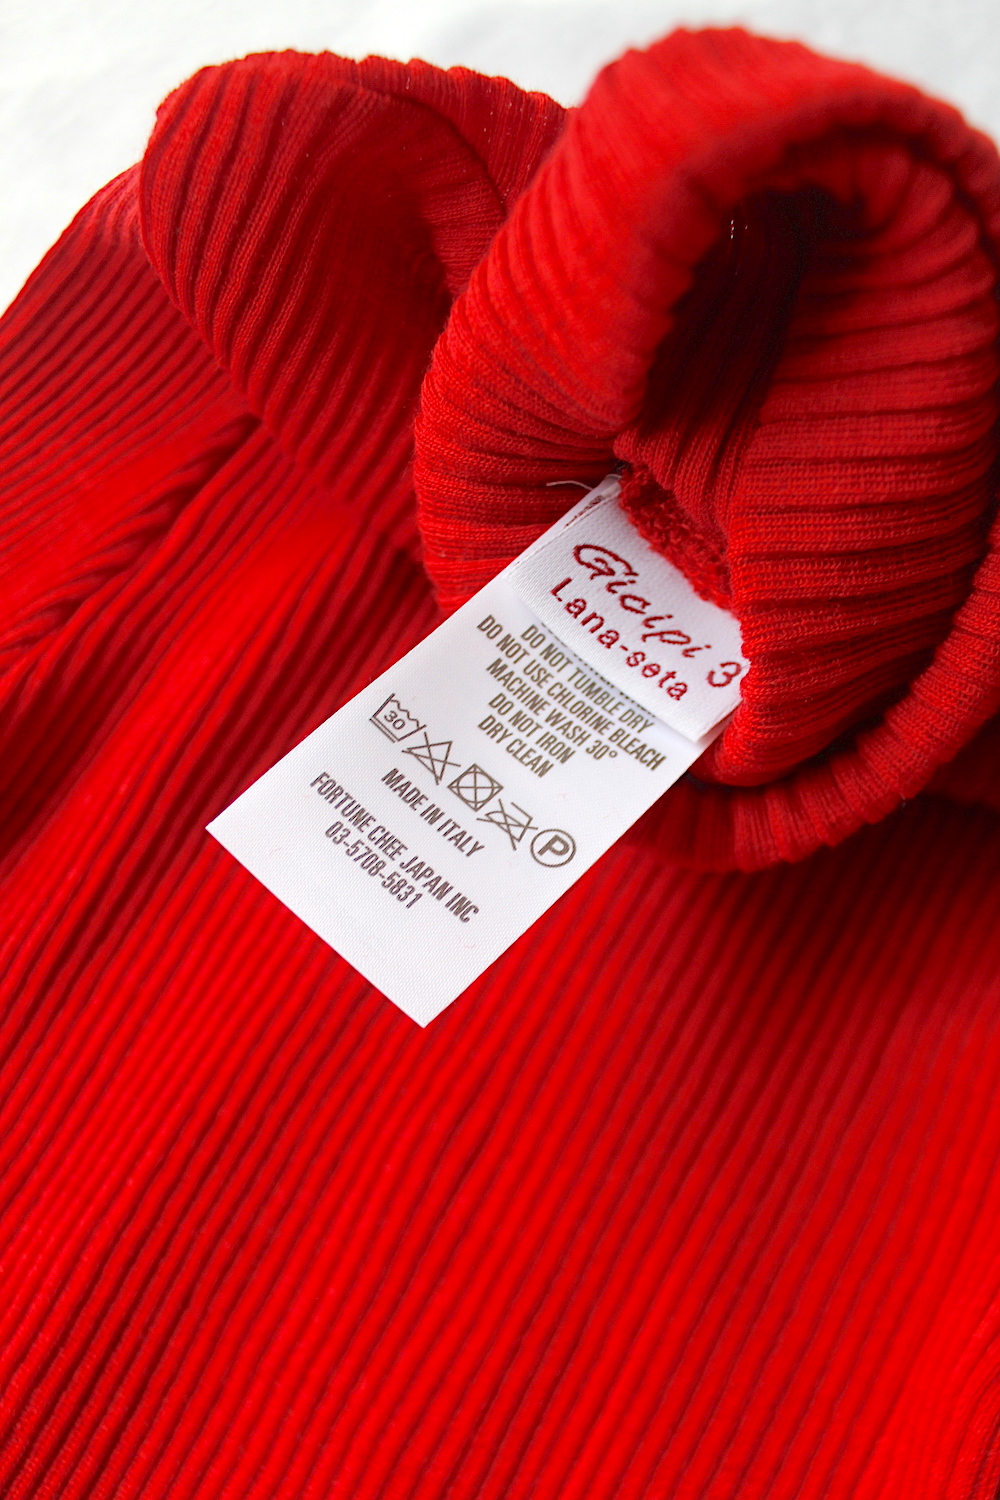 Gicipi 3
Lana-seta
DO NOT TUMBLE DRY
DO NOT USE CHLORINE BLEACH
MACHINE WASH 30°
DO NOT IRON
DRY CLEAN
30
P
MADE IN ITALY
FORTUNE CHEE JAPAN INC
03-5708-5831